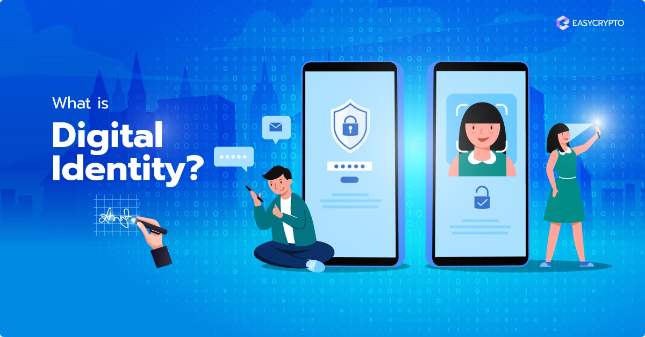 EASYCRYPTO
What is
Digital
Identity?